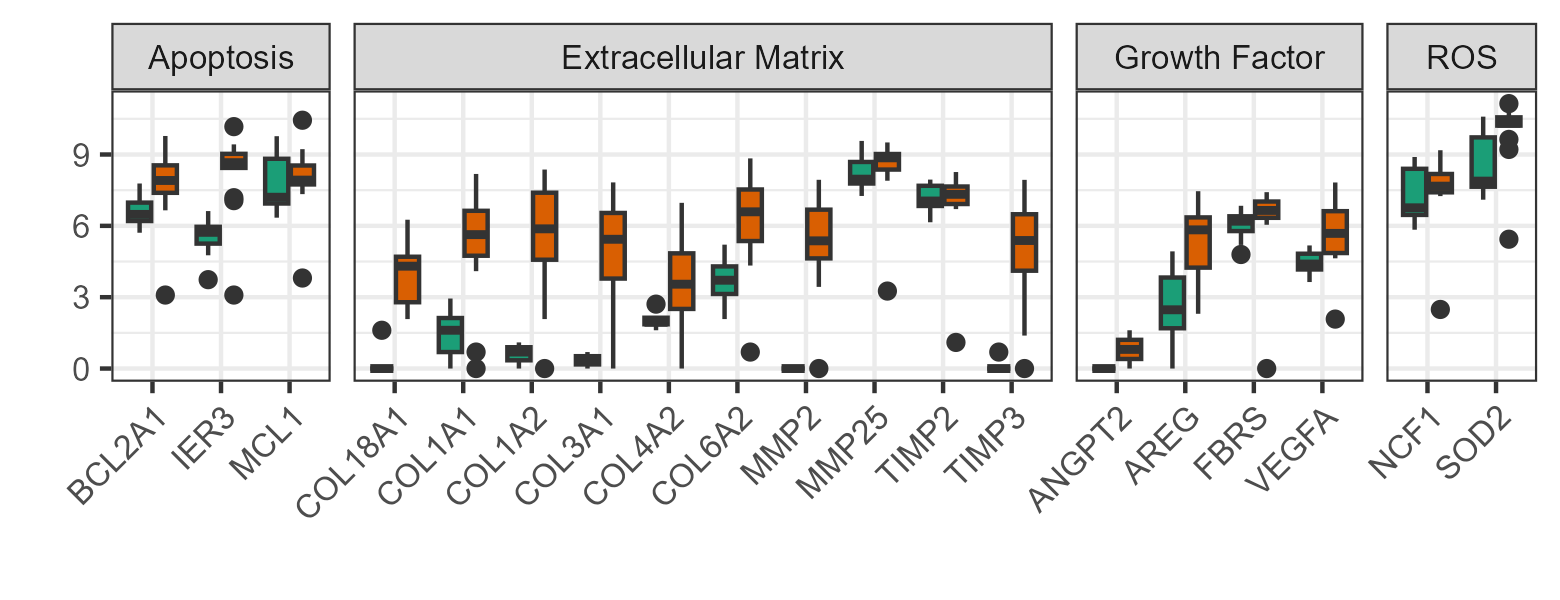 Apoptosis
Extracellular Matrix
Growth Factor
ROS
9
6
3
0
BCL2A1
IER3
MCL1
COL18A1
COL1A1
COL1A2
COL3A1
COL4A2
COL6A2
MMP2
MMP25
TIMP2
TIMP3
ANGPT2
AREG
FBRS
VEGFA
NCF1
SOD2